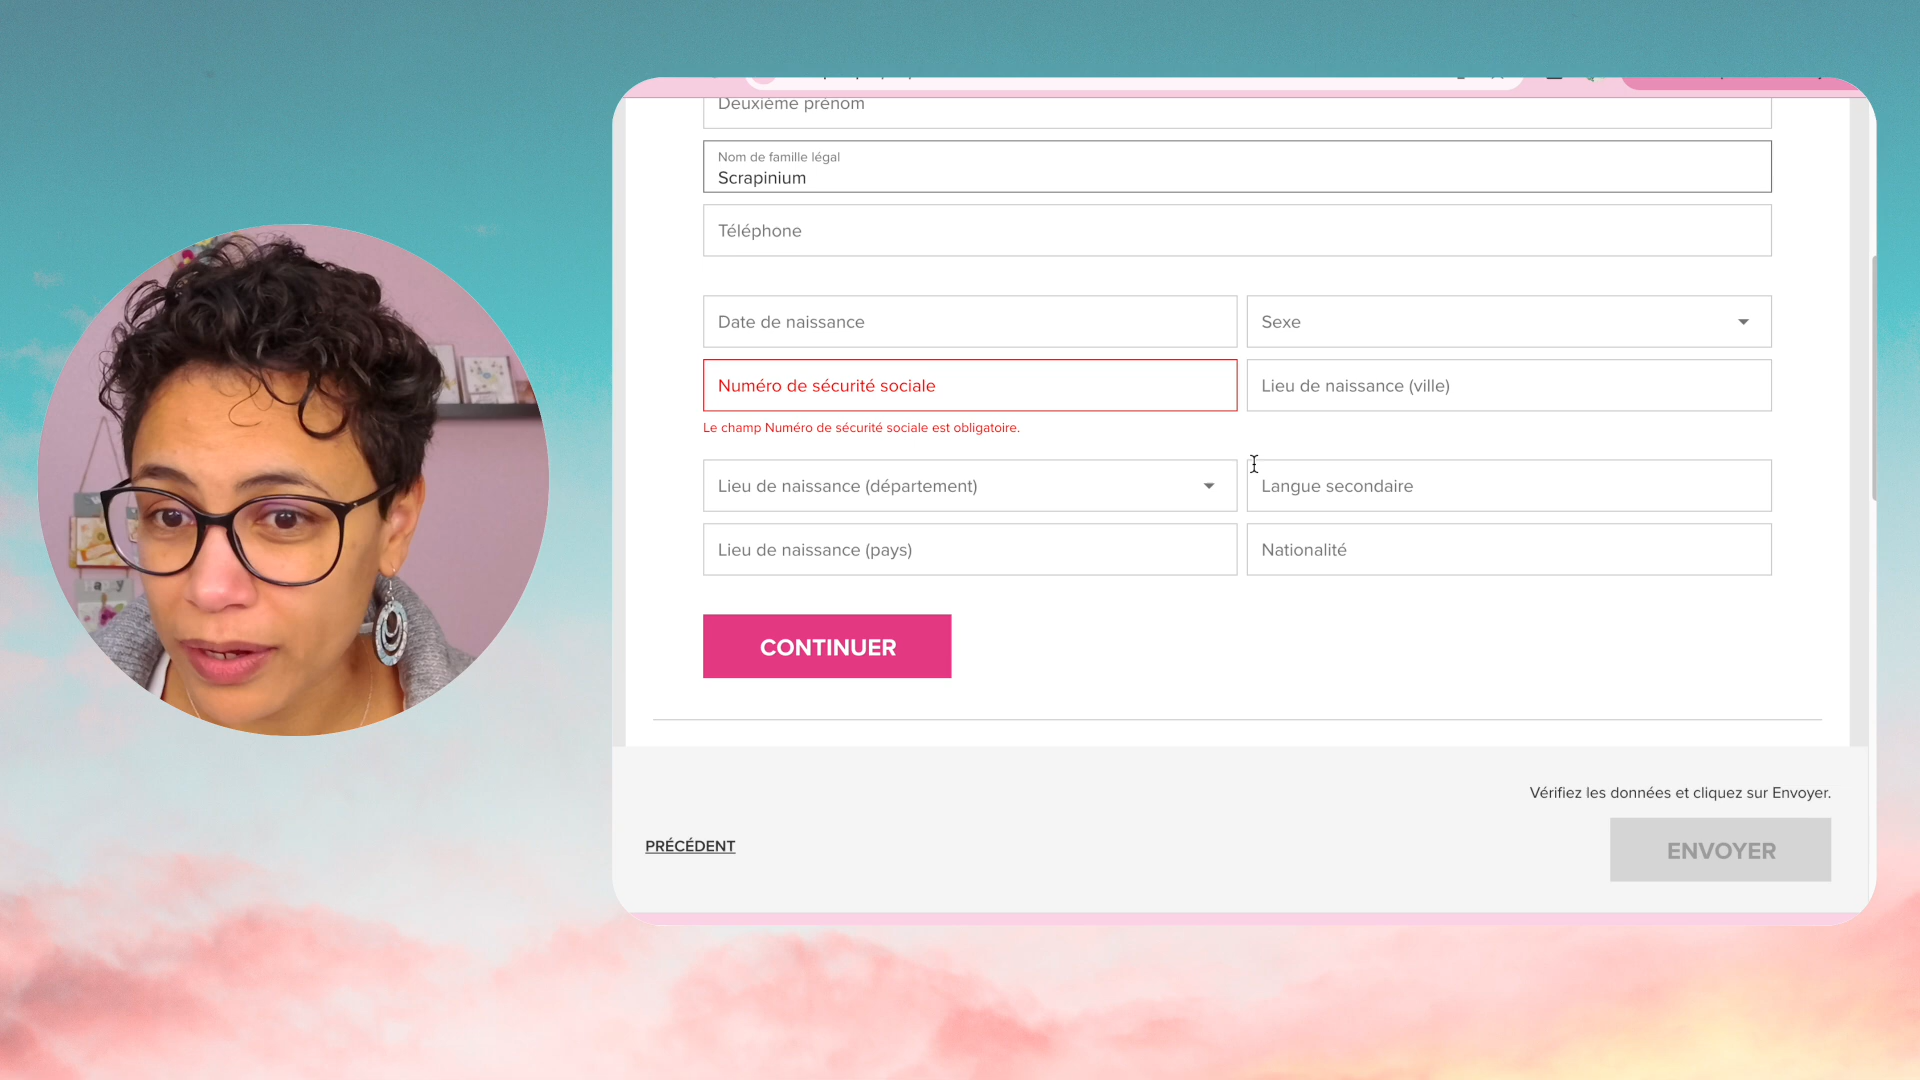 Deuxième prénom
Nom de famille légal
Scrapinium
Téléphone
Date de naissance
Sexe
Numéro de sécurité sociale
Lieu de naissance (ville)
Le champ Numéro de sécurité sociale est obligatoire.
Lieu de naissance (département)
Langue secondaire
Lieu de naissance (pays)
Nationalité
CONTINUER
Vérifiez les données et cliquez sur Envoyer.
PRÉCÉDENT
ENVOYER